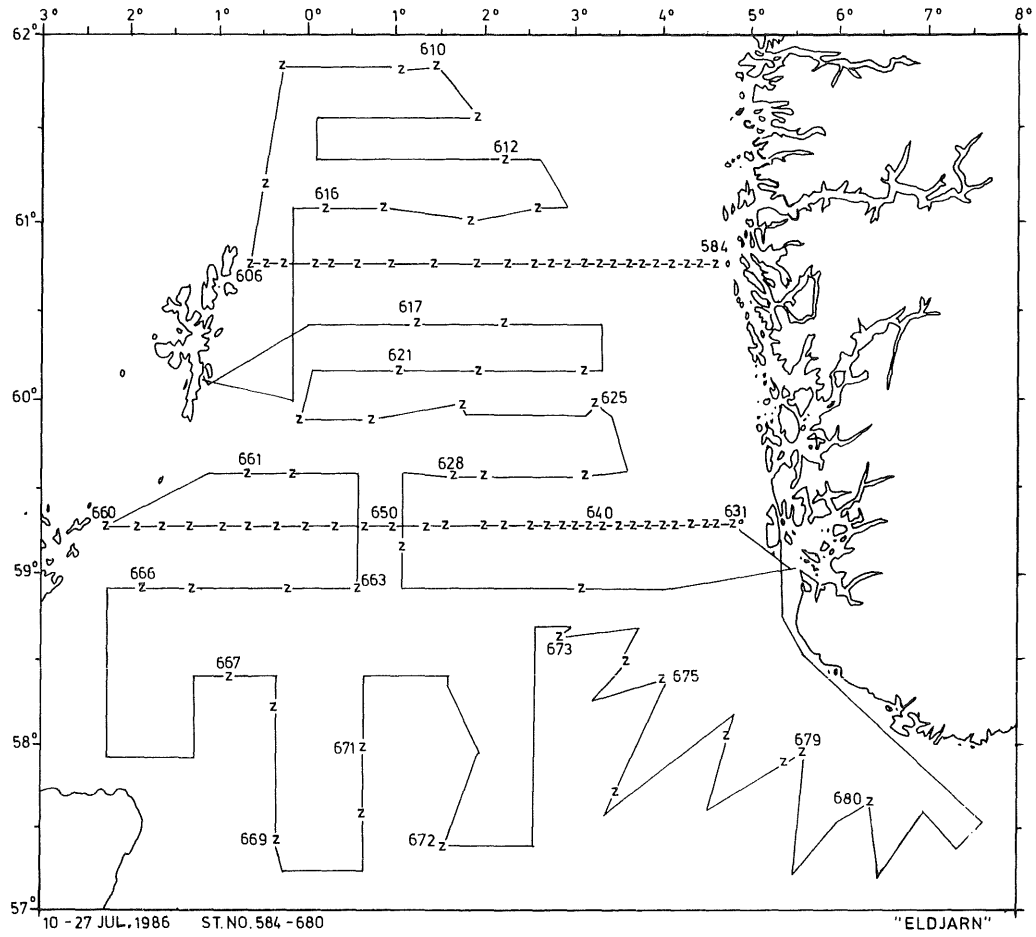 3° 2° 1° 0° 1° 2° 3° 4° 5° 6° 7° 8°
62°
610
z z z
z
612
z
z
61°
616
z z z z
584
z z z z z z z z z z z z z z z z z z z z z z
606
617
z z
621
z z z
60°
z z z z 625
661 628
z z z z z
660 650 640 631
z z z z z z z z z z z z z z z z z z z z z z z z z z z z
z
59°
666
z z z z 663 z
673
z
z
667
z
z 675
z
z
58°
671 z
679
z z
z
680 z
z
669 z
672 z
57°
10 - 27 JUL, 1986 ST. NO. 584 - 680 "ELDJARN"